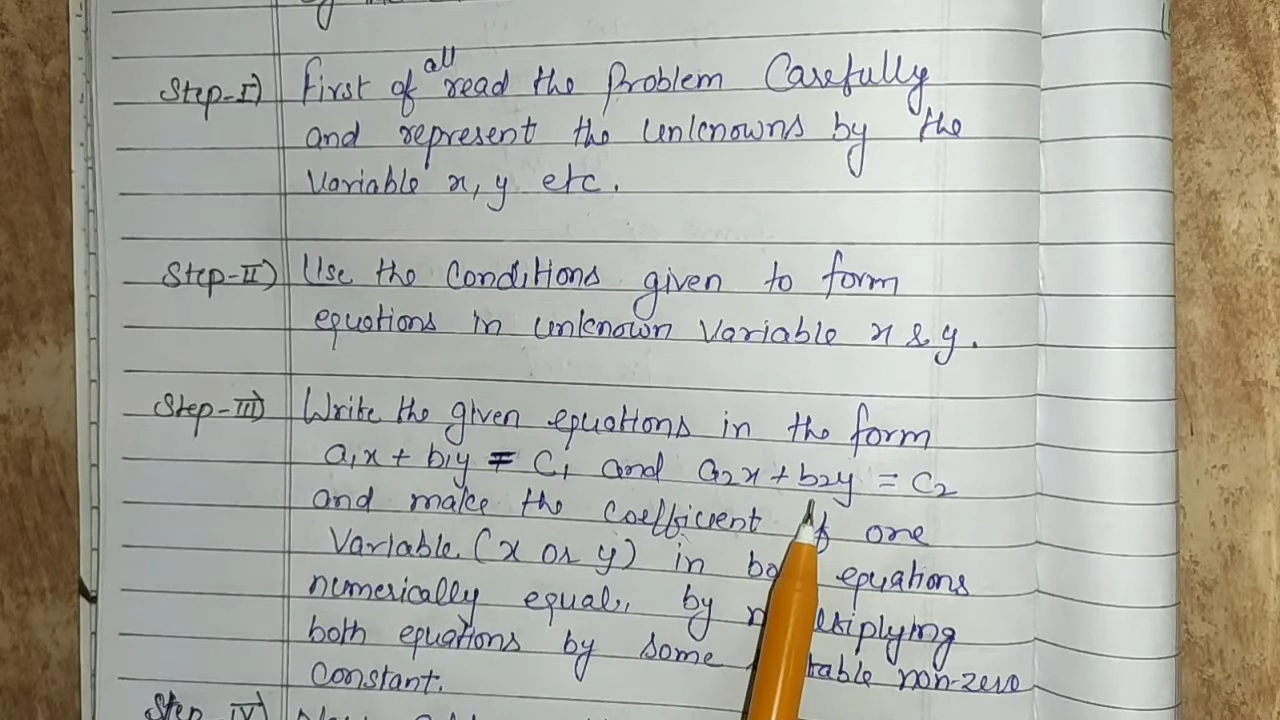 Step-I) First of all read the Problem Carefully
and represent the unknowns by the
Variable x, y etc.
Step-II) Use the Conditions given to form
equations in unknown Variable x & y.
Step-III) Write the given equations in the form
a₁x + b₁y = C₁ and a₂x + b₂y = C₂
and make the coefficient of one
Variable (x or y) in equations
numerically equal, by
both equations by some non-zero
Constant.
Step-IV)